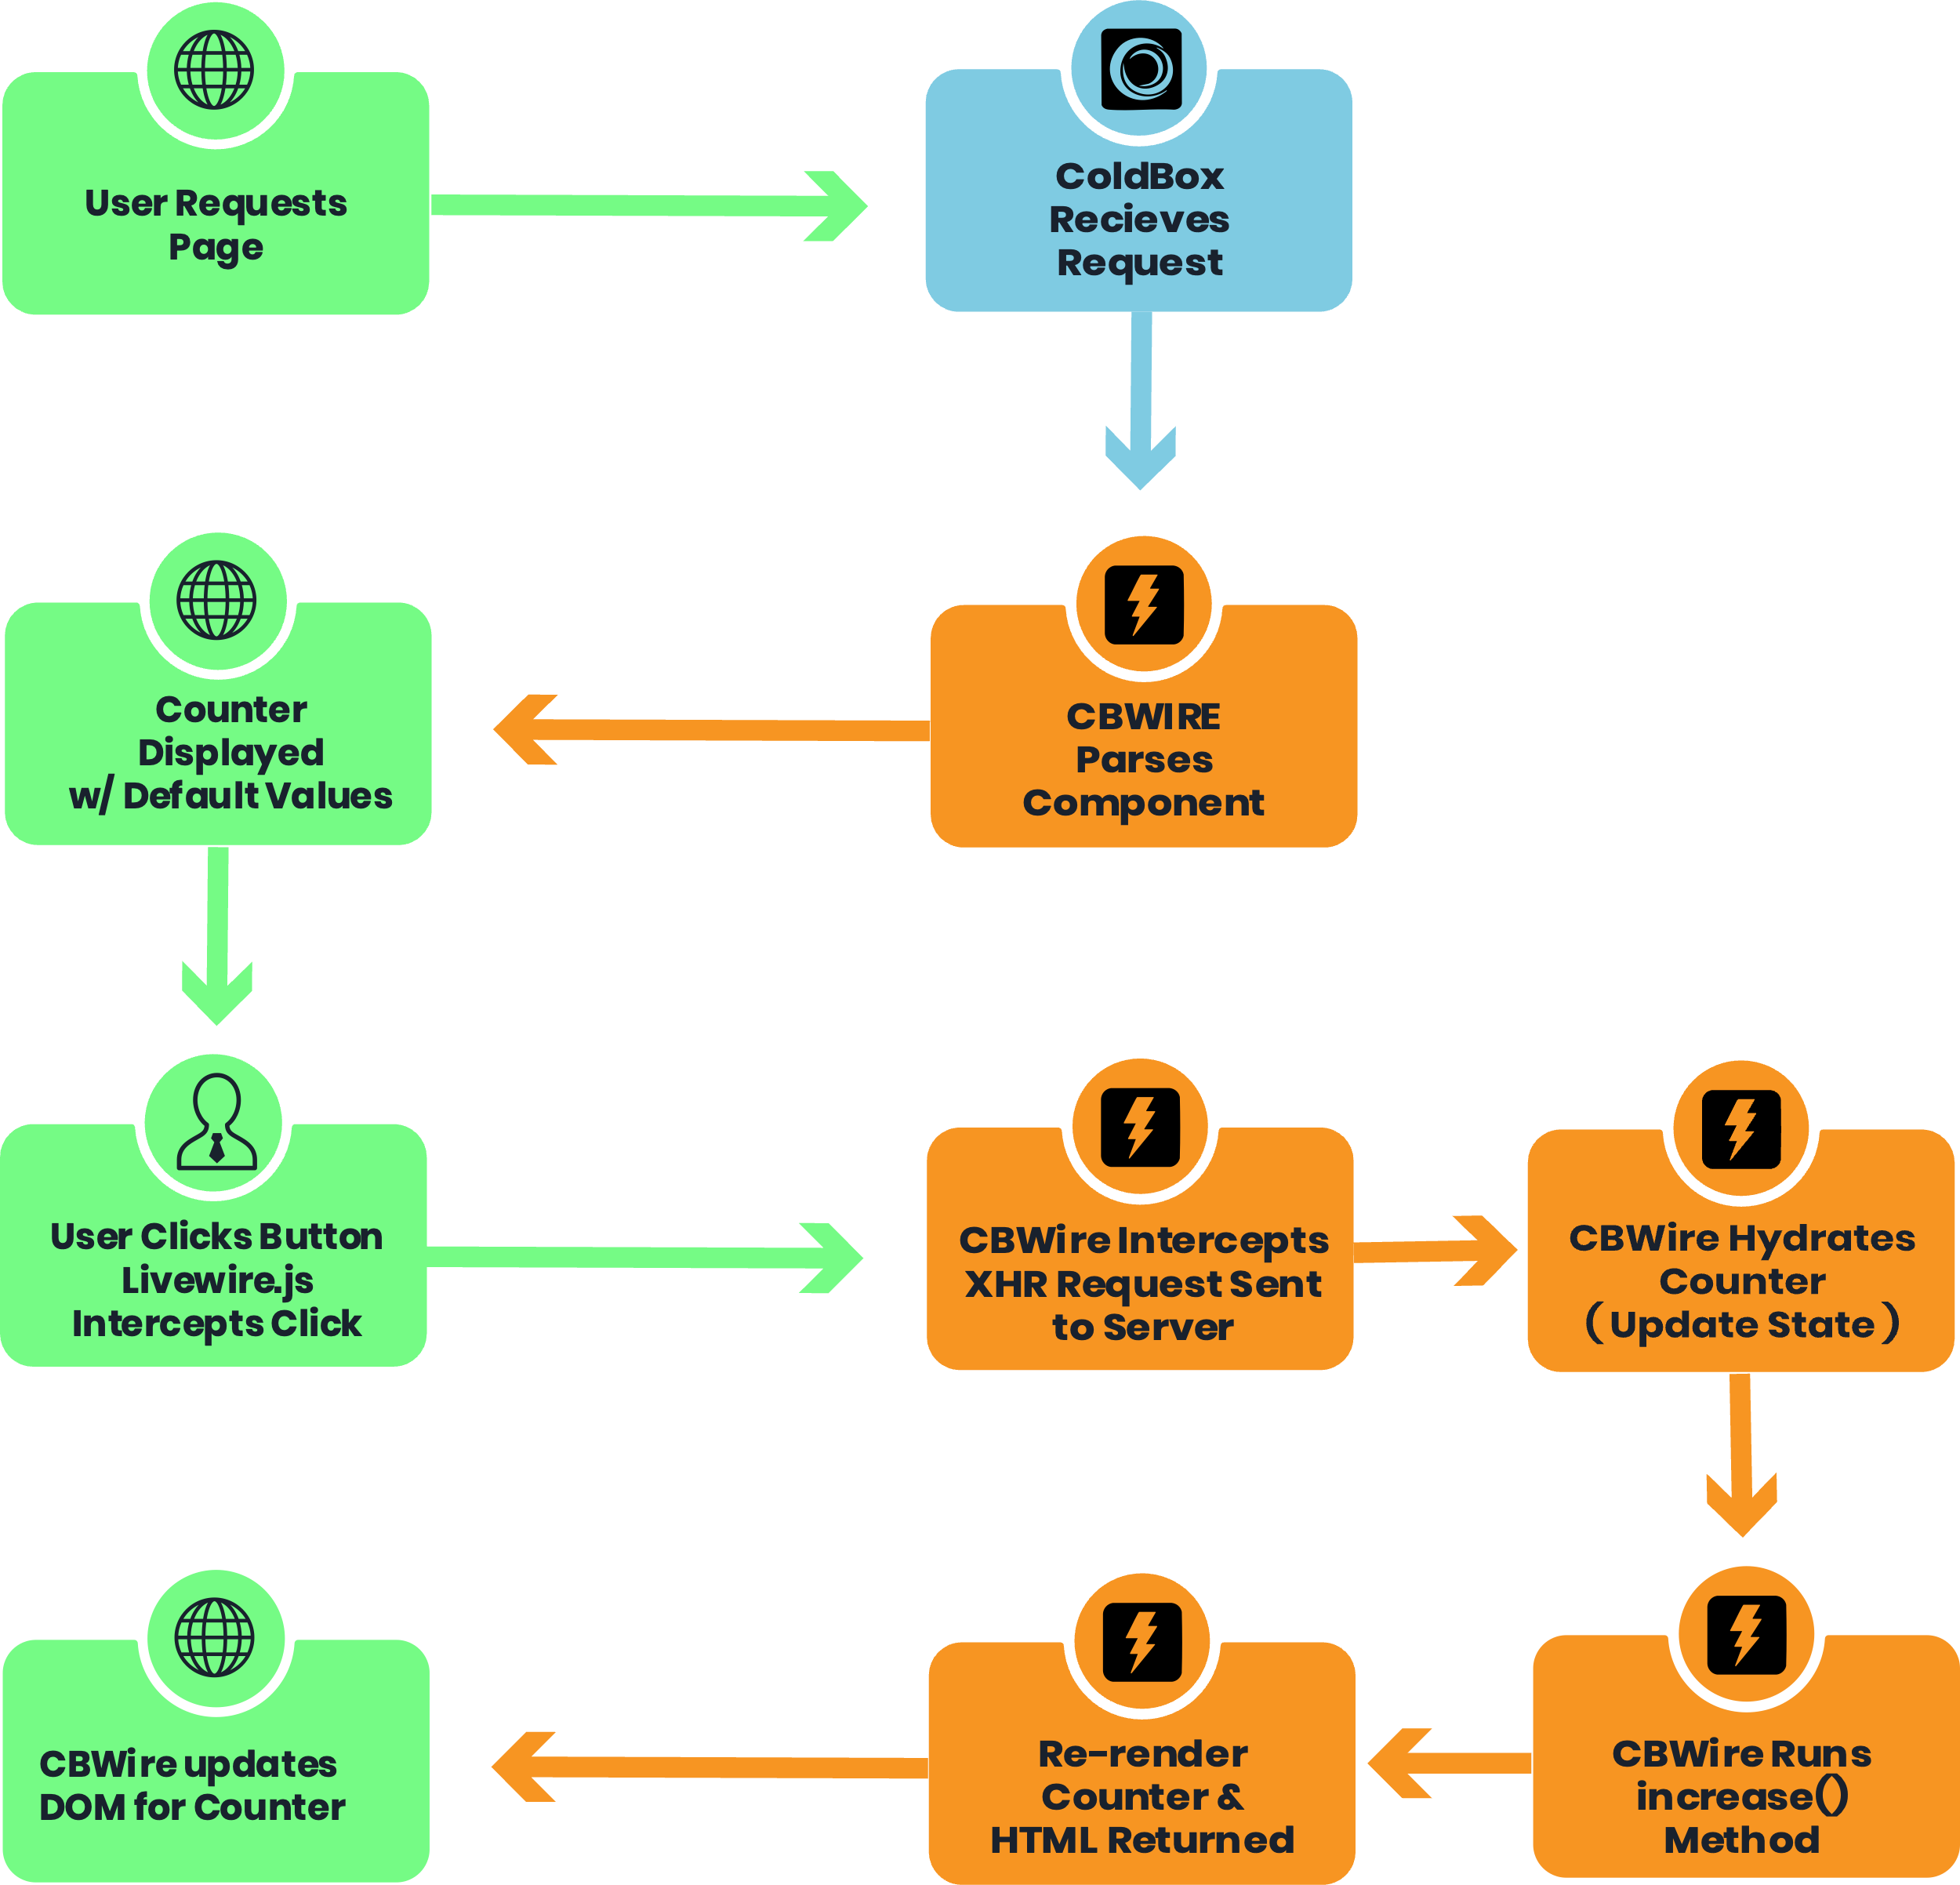 User Requests
Page
ColdBox
Recieves
Request
Counter
Displayed
w/ Default Values
CBWIRE
Parses
Component
User Clicks Button
Livewire.js
Intercepts Click
CBWire Intercepts
XHR Request Sent
to Server
CBWire Hydrates
Counter
( Update State )
CBWire updates
DOM for Counter
Re-render
Counter &
HTML Returned
CBWire Runs
increase()
Method